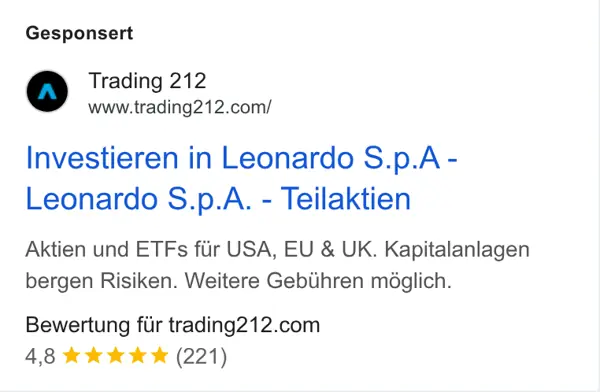 Gesponsert
Trading 212
www.trading212.com/
Investieren in Leonardo S.p.A -
Leonardo S.p.A. - Teilaktien
Aktien und ETFs für USA, EU & UK. Kapitalanlagen
bergen Risiken. Weitere Gebühren möglich.
Bewertung für trading212.com
4,8 ★★★★★ (221)